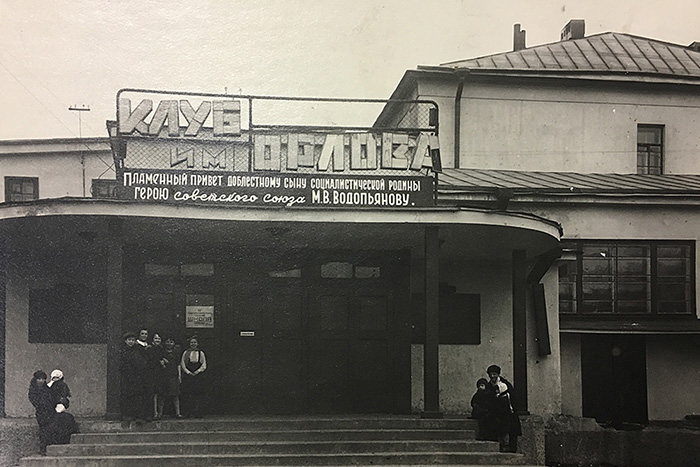 КЛУБ
ИМ ОРЛОВА
ПЛАМЕННЫЙ ПРИВЕТ ДОБЛЕСТНОМУ СЫНУ СОЦИАЛИСТИЧЕСКОЙ РОДИНЫ
ГЕРОЮ СОВЕТСКОГО СОЮЗА М.В.ВОДОПЬЯНОВУ.